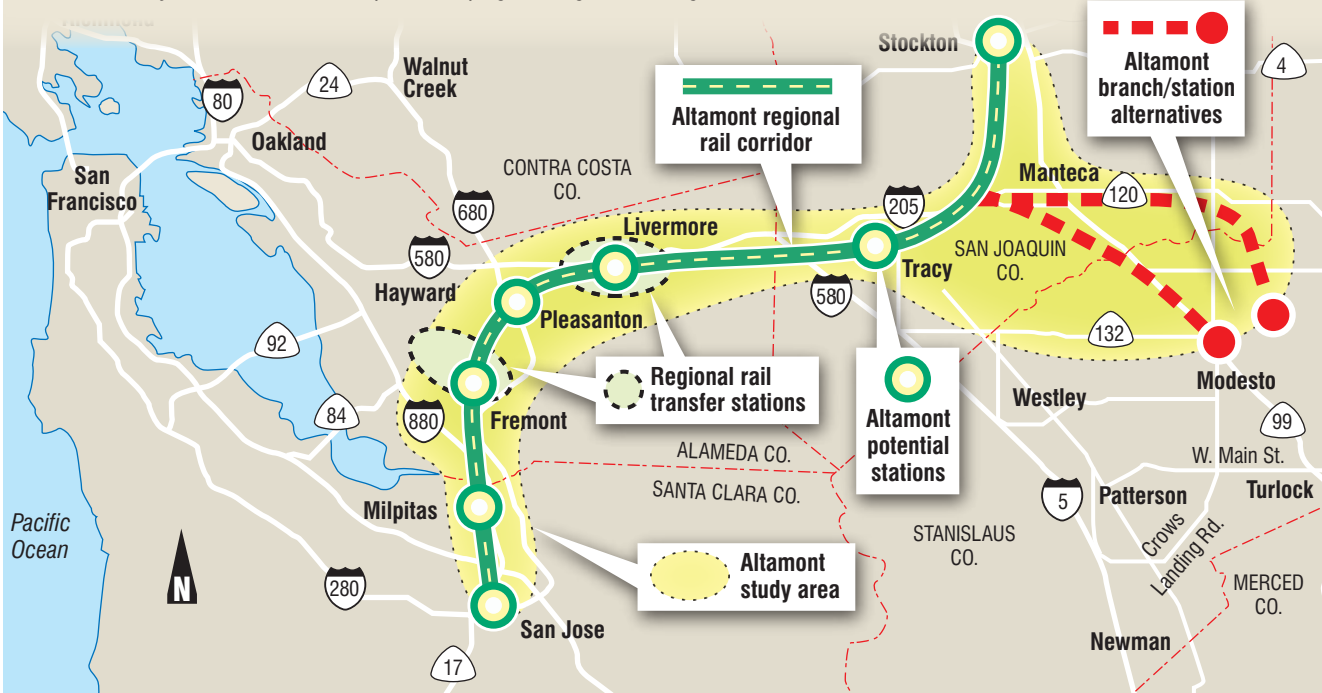 Stockton
Altamont
branch/station
alternatives
4
Walnut
Creek
24
80
Oakland
Altamont regional
rail corridor
San
Francisco
CONTRA COSTA
CO.
Manteca
120
680
205
Livermore
580
SAN JOAQUIN
CO.
Tracy
Hayward
580
Pleasanton
132
92
Regional rail
transfer stations
Modesto
Westley
84
880
Fremont
Altamont
potential
stations
99
ALAMEDA CO.
W. Main St.
SANTA CLARA CO.
Milpitas
5
Patterson
Turlock
Pacific
Ocean
STANISLAUS
CO.
Crows
Landing Rd.
N
280
Altamont
study area
MERCED
CO.
San Jose
Newman
17